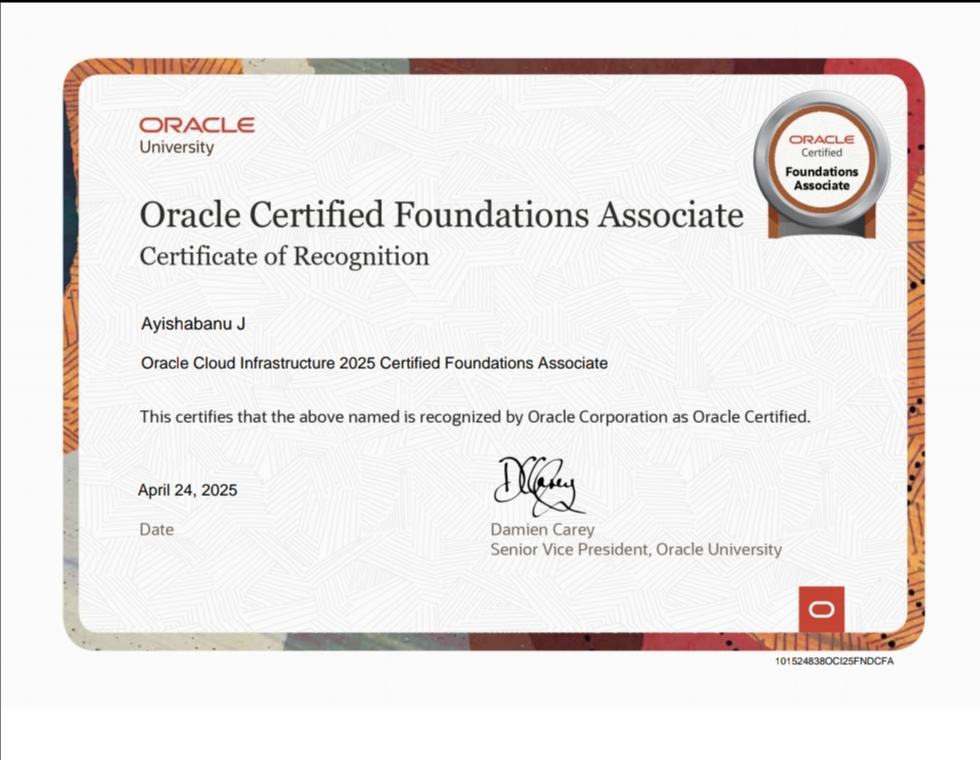 ORACLE
University
ORACLE
Certified
Foundations
Associate
Oracle Certified Foundations Associate
Certificate of Recognition
Ayishabanu J
Oracle Cloud Infrastructure 2025 Certified Foundations Associate
This certifies that the above named is recognized by Oracle Corporation as Oracle Certified.
DCarey
April 24, 2025
Date
Damien Carey
Senior Vice President, Oracle University
101524838OCI25FNDCFA